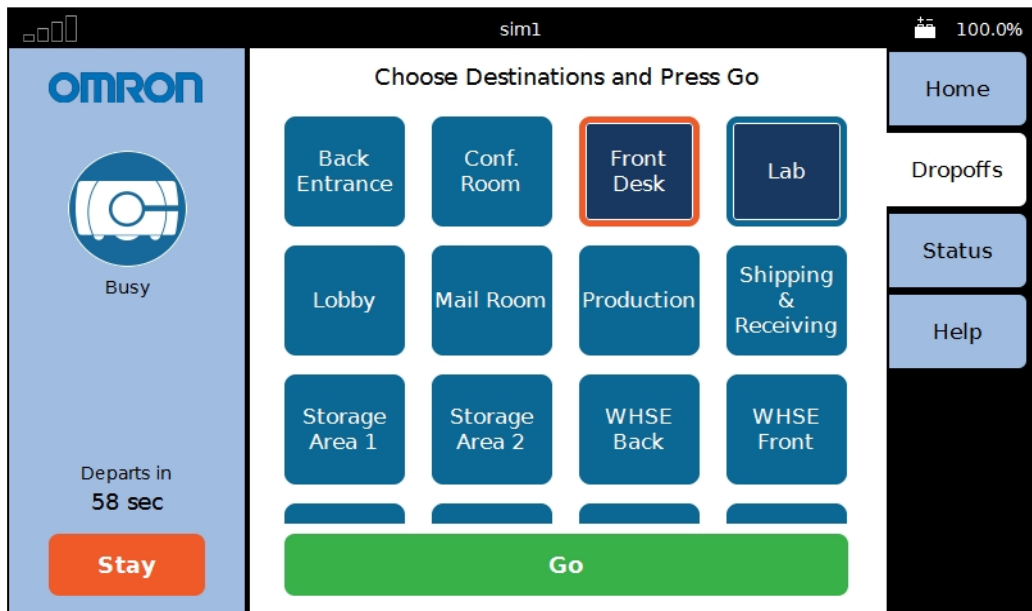 sim1
100.0%
OMRON
Busy
Departs in
58 sec
Stay
Choose Destinations and Press Go
Back
Entrance
Conf.
Room
Front
Desk
Lab
Lobby
Mail Room
Production
Shipping
&
Receiving
Storage
Area 1
Storage
Area 2
WHSE
Back
WHSE
Front
Go
Home
Dropoffs
Status
Help